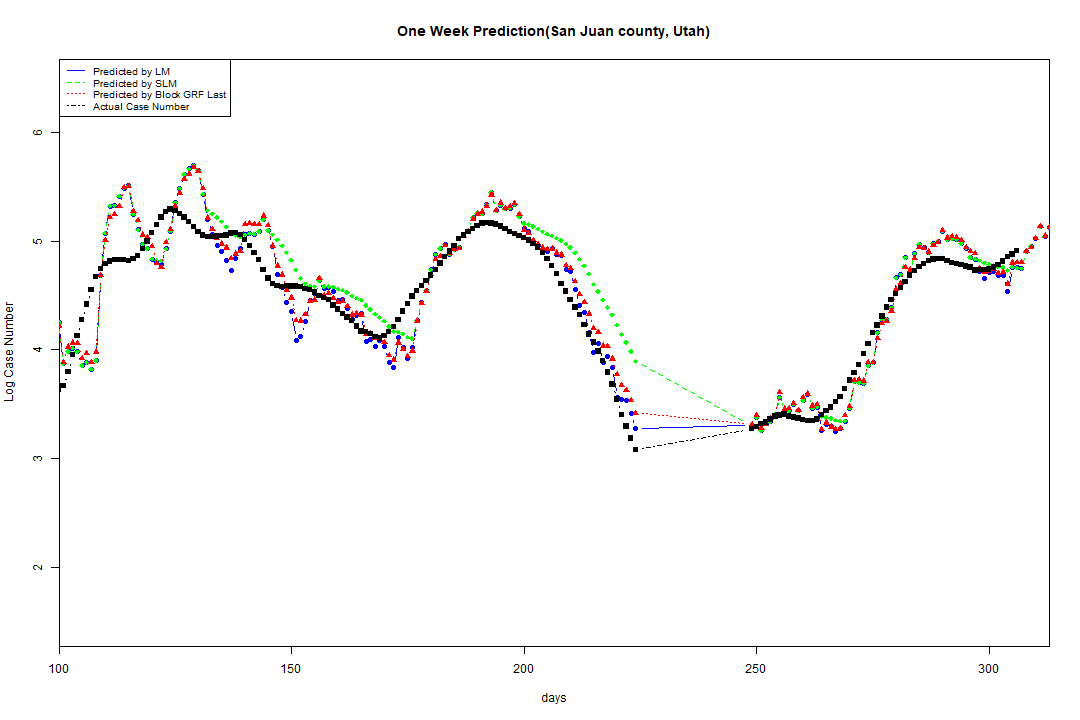 One Week Prediction(San Juan county, Utah)
Predicted by LM
Predicted by SLM
Predicted by Block GRF Last
Actual Case Number
6
5
4
3
2
Log Case Number
100 150 200 250 300
days